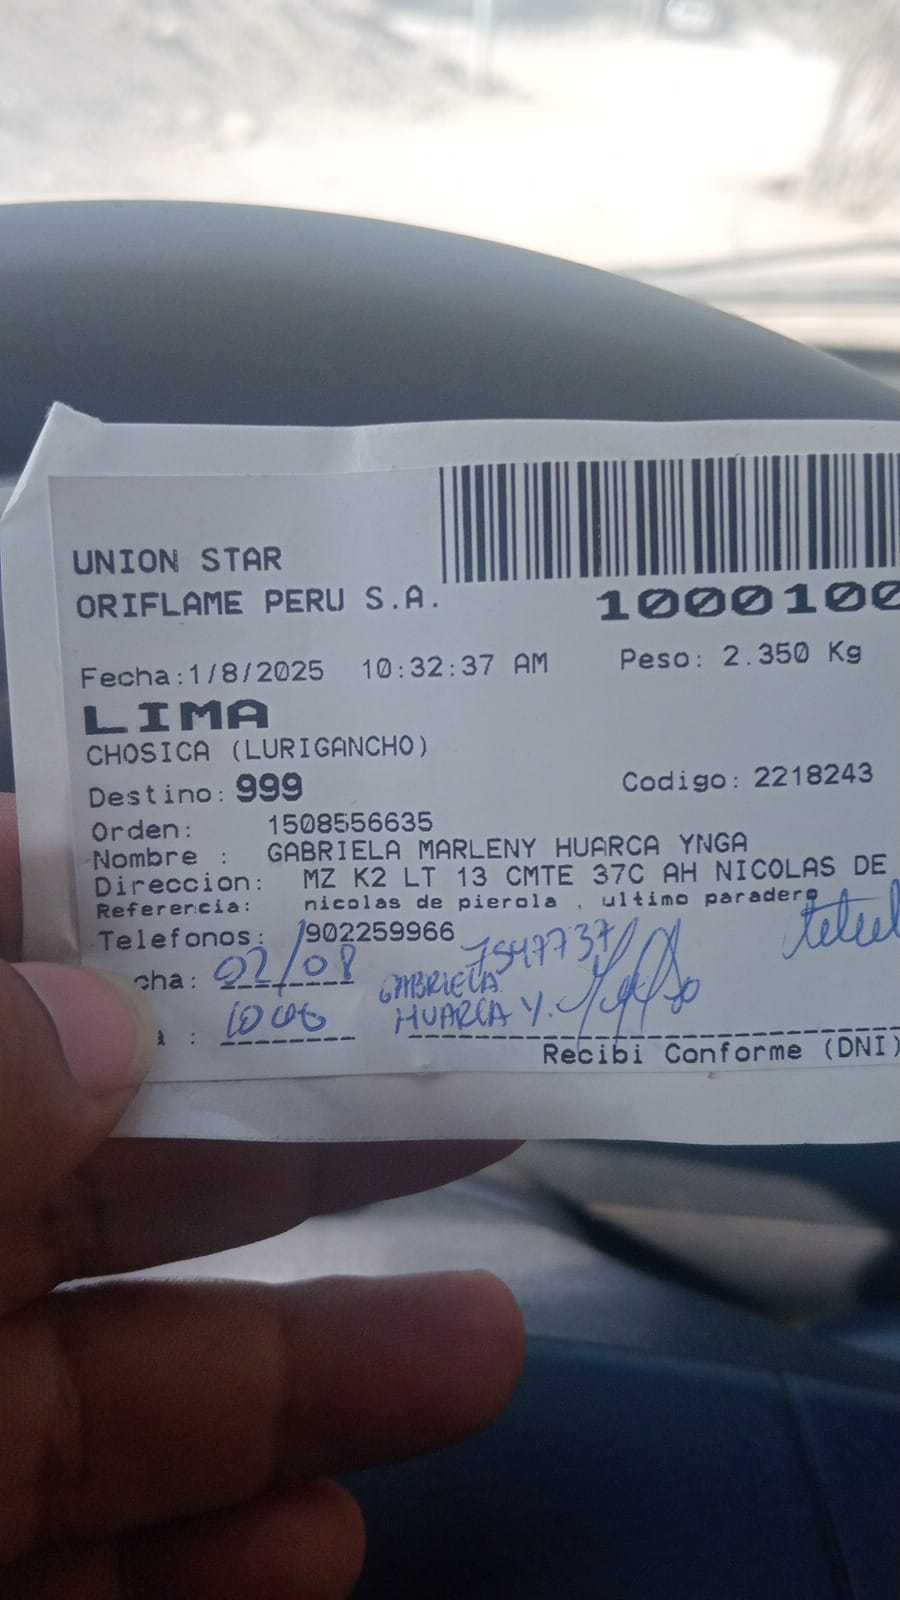 UNION STAR
ORIFLAME PERU S.A.
1000100
Fecha:1/8/2025 10:32:37 AM Peso: 2.350 Kg
LIMA
CHOSICA (LURIGANCHO)
Destino: 999 Codigo: 2218243
Orden: 1508556635
Nombre : GABRIELA MARLENY HUARCA YNGA
Direccion: MZ K2 LT 13 CMTE 37C AH NICOLAS DE
Referencia: nicolas de pierola , ultimo paradero
Telefonos: 902259966
cha: 02/08
GABRIELA
HUARCA Y.
Recibi Conforme (DNI)